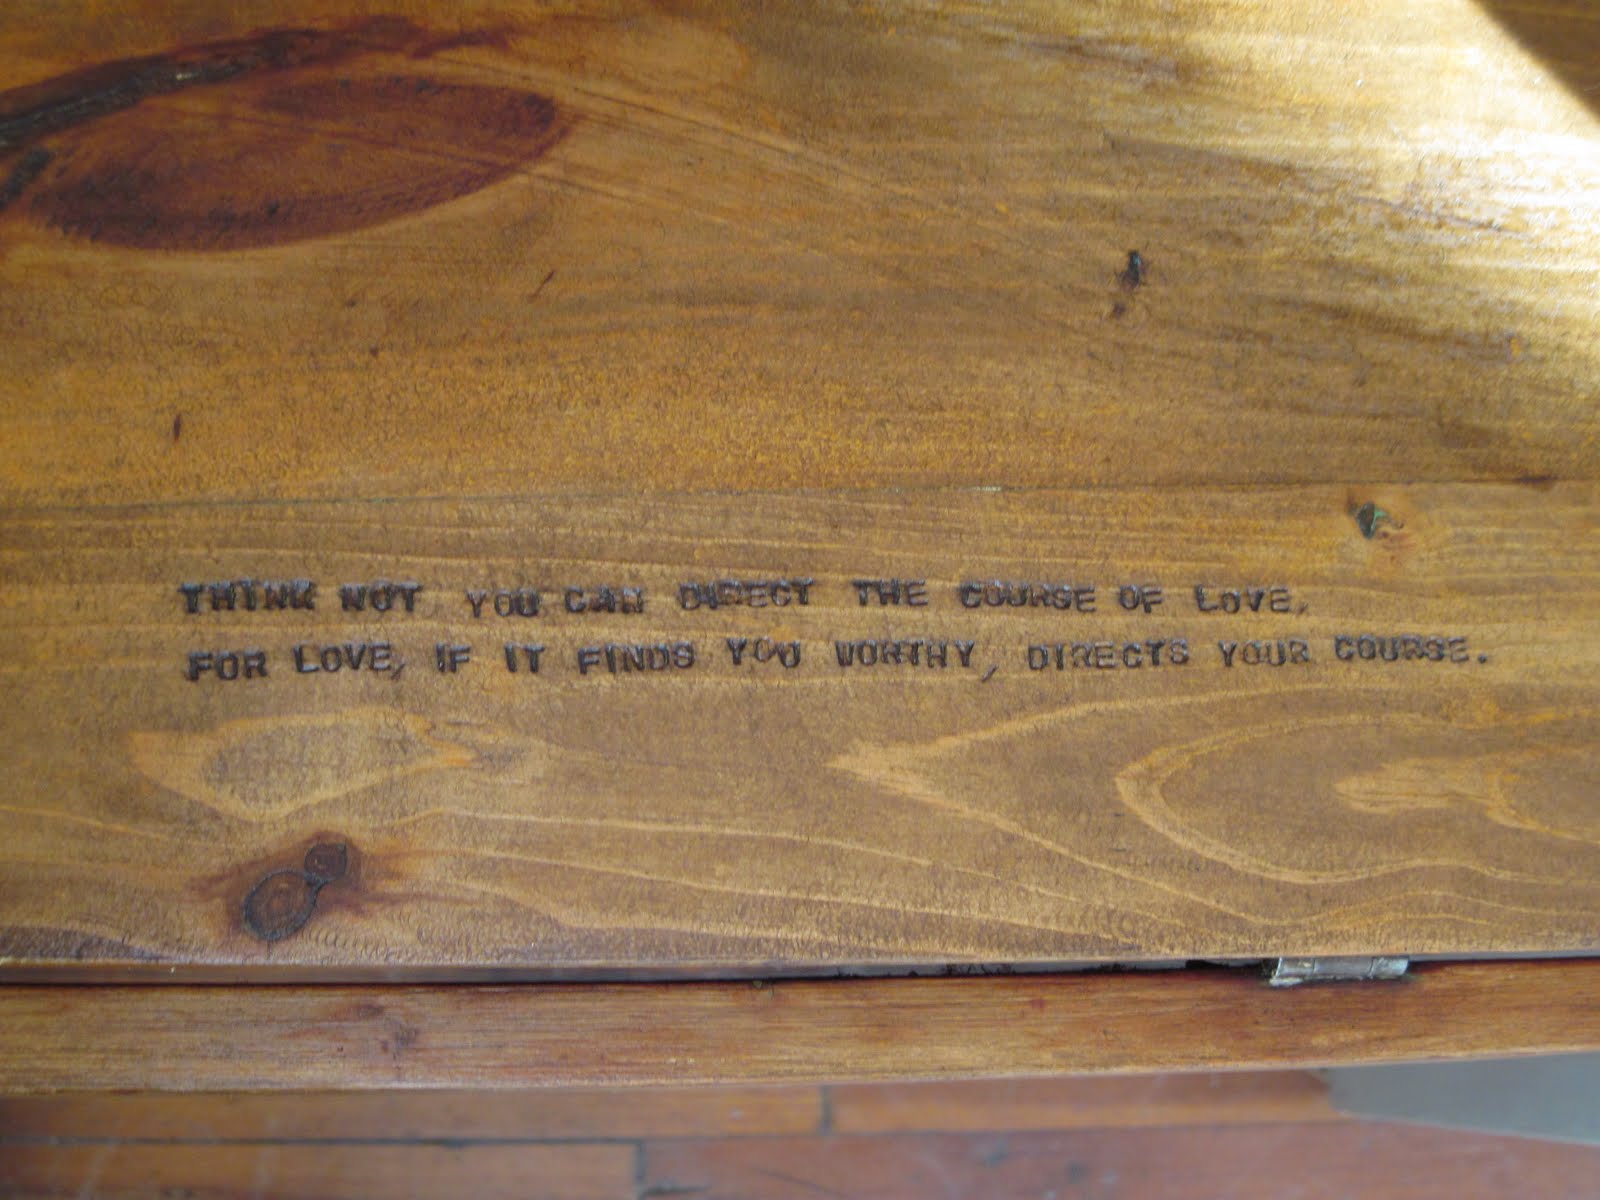 THINK NOT YOU CAN DIRECT THE COURSE OF LOVE,
FOR LOVE, IF IT FINDS YOU WORTHY, DIRECTS YOUR COURSE.